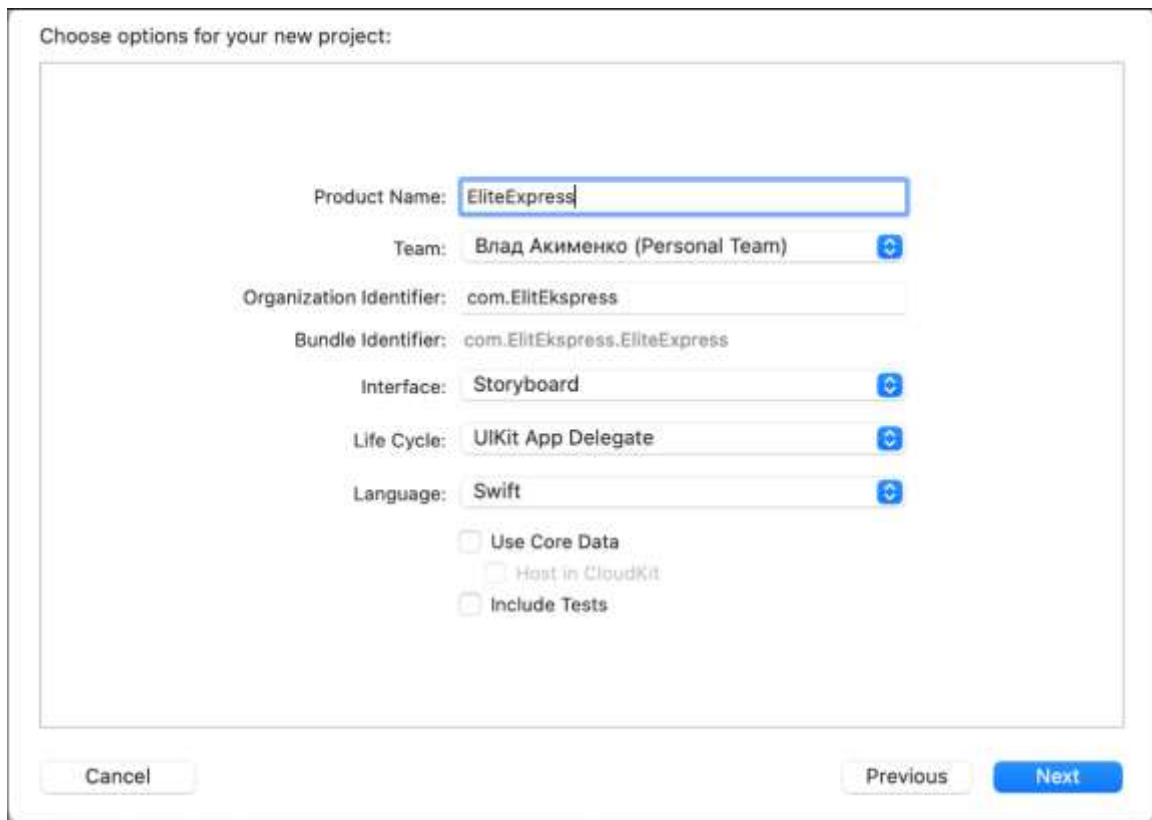 Choose options for your new project:
Product Name: EliteExpress
Team: Влад Акименко (Personal Team)
Organization Identifier: com.ElitEkspress
Bundle Identifier: com.ElitEkspress.EliteExpress
Interface: Storyboard
Life Cycle: UIKit App Delegate
Language: Swift
Use Core Data
Host in CloudKit
Include Tests
Cancel Previous Next